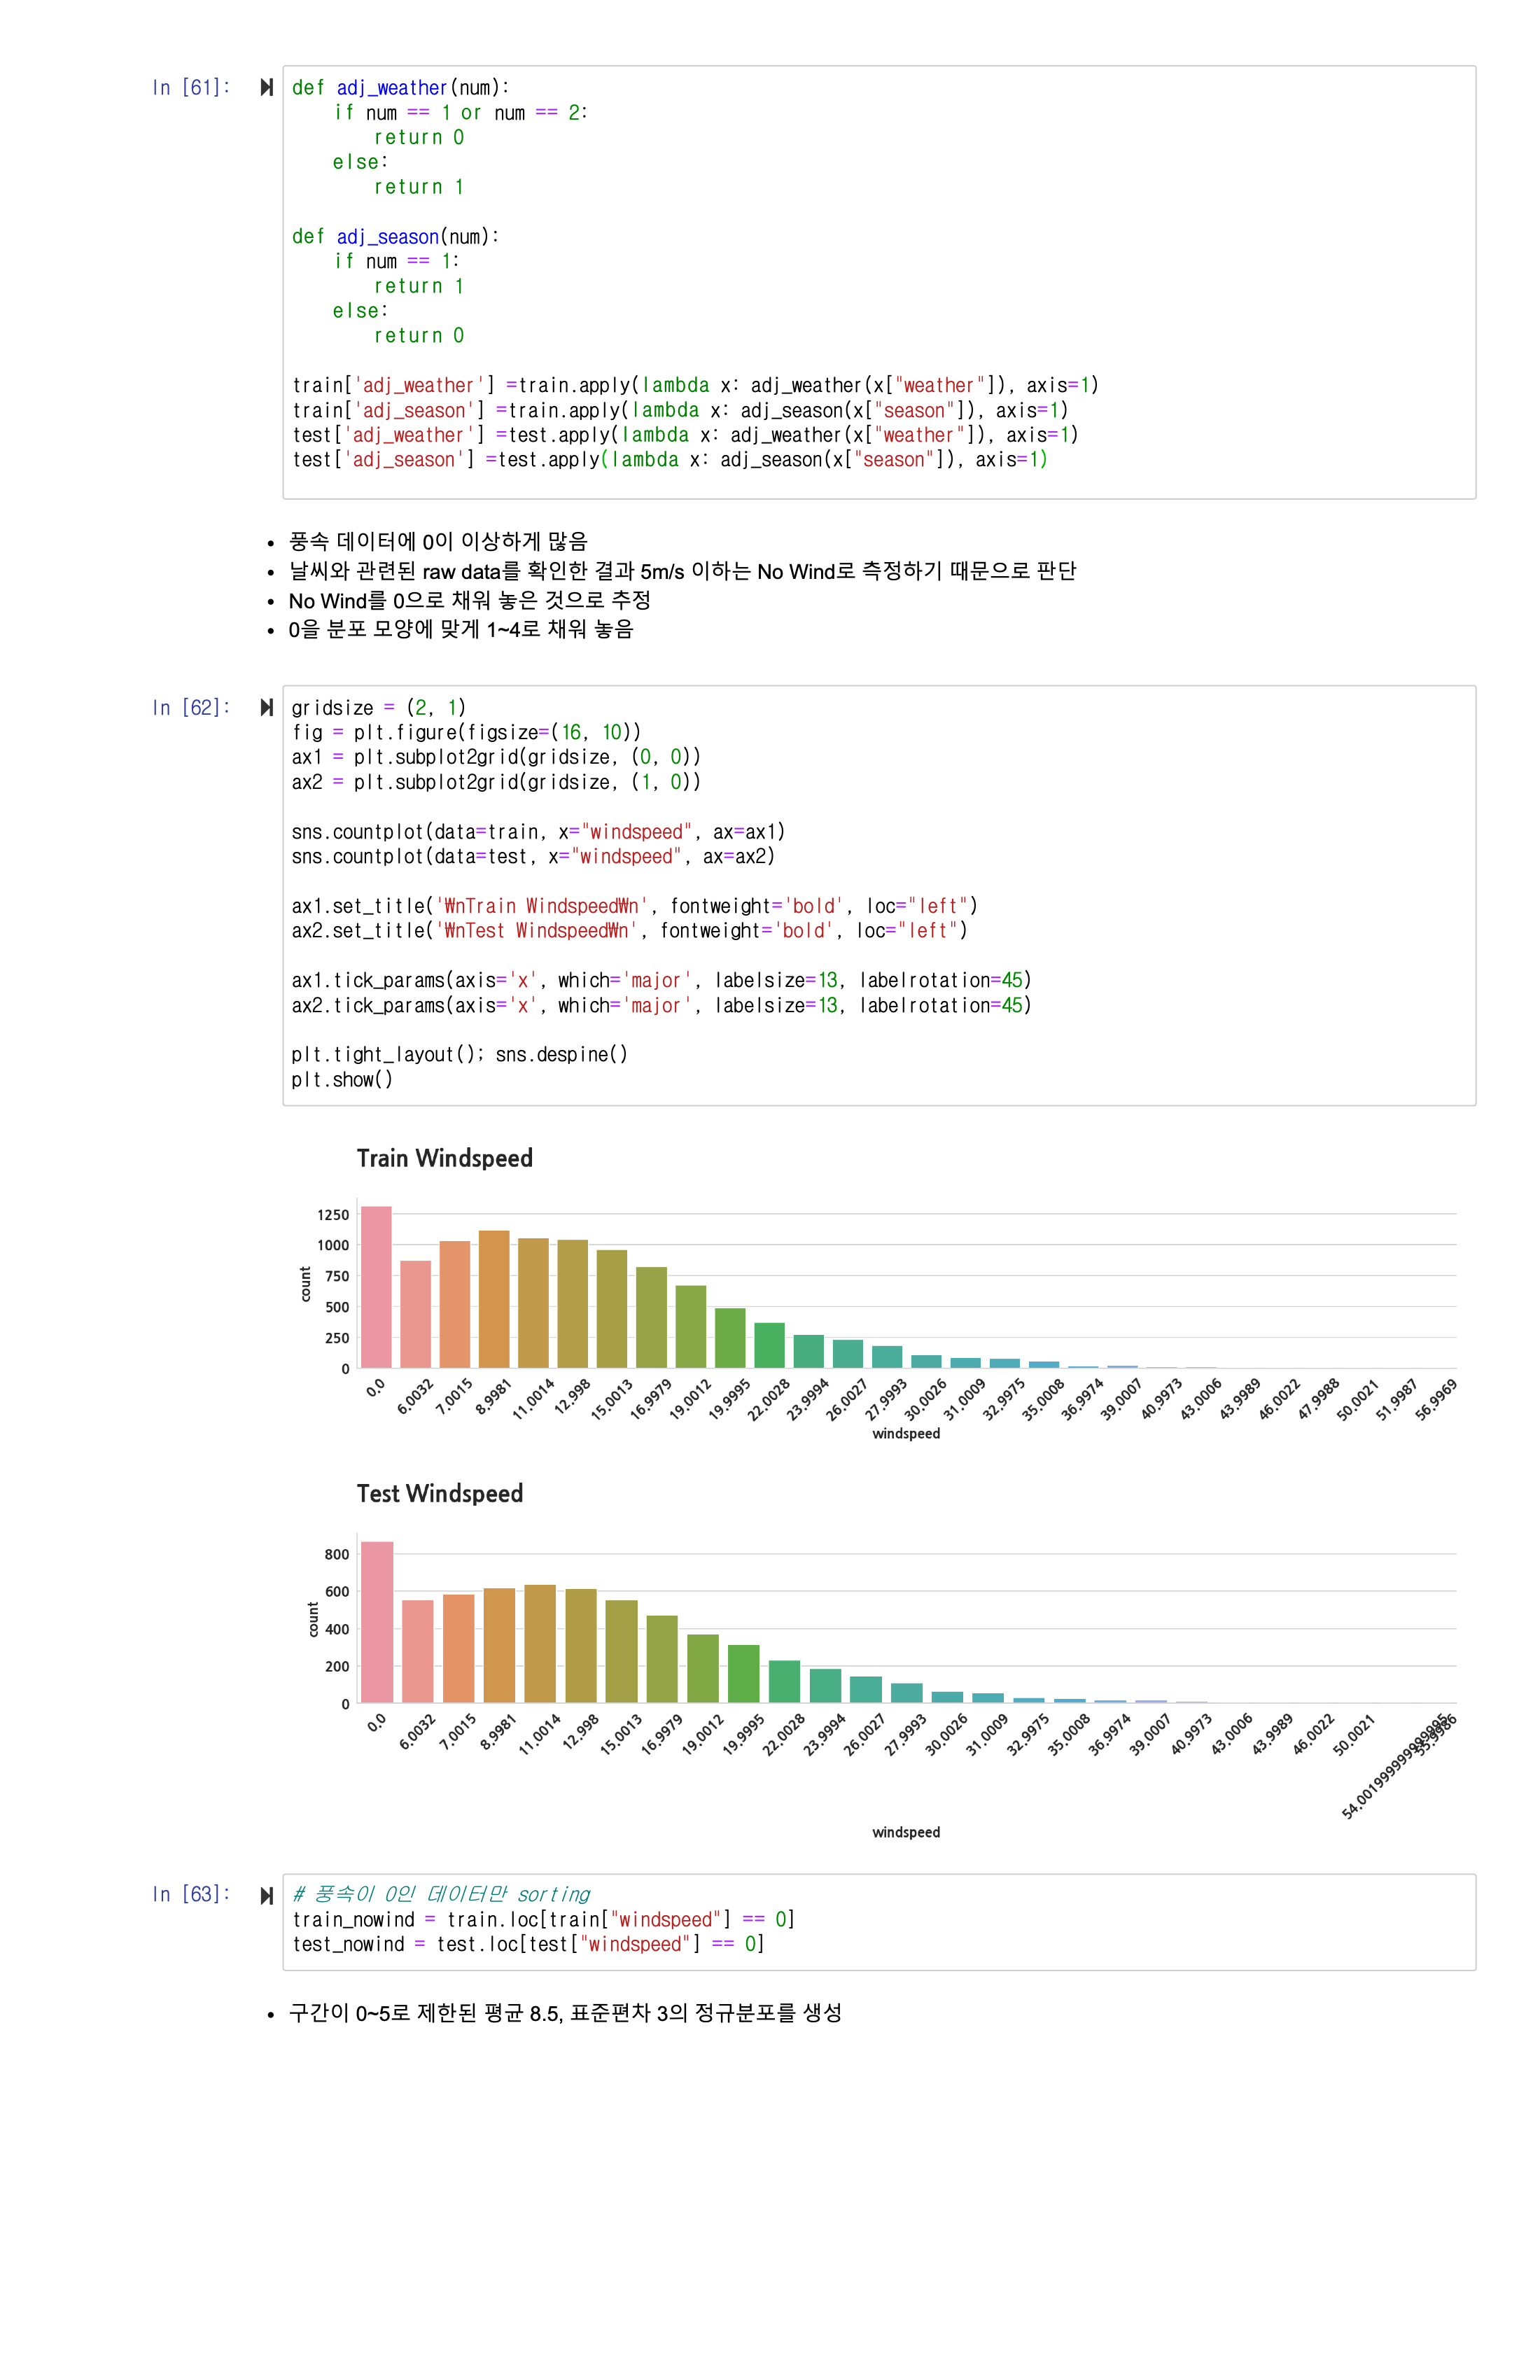 In [61]:
def adj_weather(num):
    if num == 1 or num == 2:
        return 0
    else:
        return 1
def adj_season(num):
    if num == 1:
        return 1
    else:
        return 0
train['adj_weather'] =train.apply(lambda x: adj_weather(x["weather"]), axis=1)
train['adj_season'] =train.apply(lambda x: adj_season(x["season"]), axis=1)
test['adj_weather'] =test.apply(lambda x: adj_weather(x["weather"]), axis=1)
test['adj_season'] =test.apply(lambda x: adj_season(x["season"]), axis=1)
• 풍속 데이터에 0이 이상하게 많음
• 날씨와 관련된 raw data를 확인한 결과 5m/s 이하는 No Wind로 측정하기 때문으로 판단
• No Wind를 0으로 채워 놓은 것으로 추정
• 0을 분포 모양에 맞게 1~4로 채워 놓음
In [62]:
gridsize = (2, 1)
fig = plt.figure(figsize=(16, 10))
ax1 = plt.subplot2grid(gridsize, (0, 0))
ax2 = plt.subplot2grid(gridsize, (1, 0))
sns.countplot(data=train, x="windspeed", ax=ax1)
sns.countplot(data=test, x="windspeed", ax=ax2)
ax1.set_title('₩nTrain Windspeed₩n', fontweight='bold', loc="left")
ax2.set_title('₩nTest Windspeed₩n', fontweight='bold', loc="left")
ax1.tick_params(axis='x', which='major', labelsize=13, labelrotation=45)
ax2.tick_params(axis='x', which='major', labelsize=13, labelrotation=45)
plt.tight_layout(); sns.despine()
plt.show()
Train Windspeed
1250
1000
750
500
250
0
count
0.0 6.0032 7.0015 8.9981 11.0014 12.998 15.0013 16.9979 19.0012 19.9995 22.0028 23.9994 26.0027 27.9993 30.0026 31.0009 32.9975 35.0008 36.9974 39.0007 40.9973 43.0006 43.9989 46.0022 47.9988 50.0021 51.9987 56.9969
windspeed
Test Windspeed
800
600
400
200
0
count
0.0 6.0032 7.0015 8.9981 11.0014 12.998 15.0013 16.9979 19.0012 19.9995 22.0028 23.9994 26.0027 27.9993 30.0026 31.0009 32.9975 35.0008 36.9974 39.0007 40.9973 43.0006 43.9989 46.0022 50.0021 55.9986
windspeed
In [63]:
# 풍속이 0인 데이터만 sorting
train_nowind = train.loc[train["windspeed"] == 0]
test_nowind = test.loc[test["windspeed"] == 0]
• 구간이 0~5로 제한된 평균 8.5, 표준편차 3의 정규분포를 생성